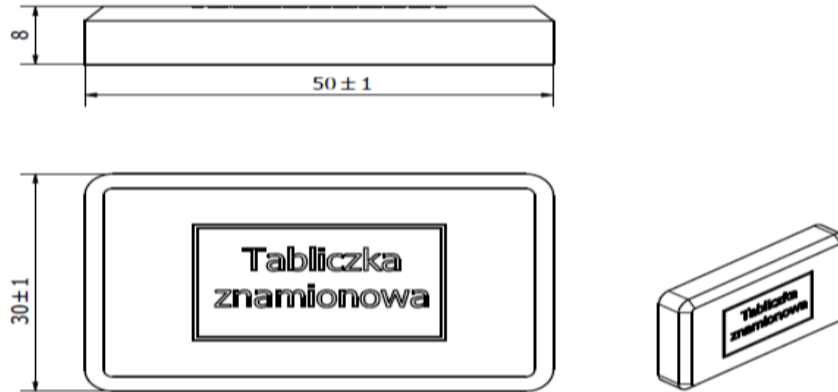 8
50 ± 1
30±1
Tabliczka
znamionowa
Tabliczka
znamionowa